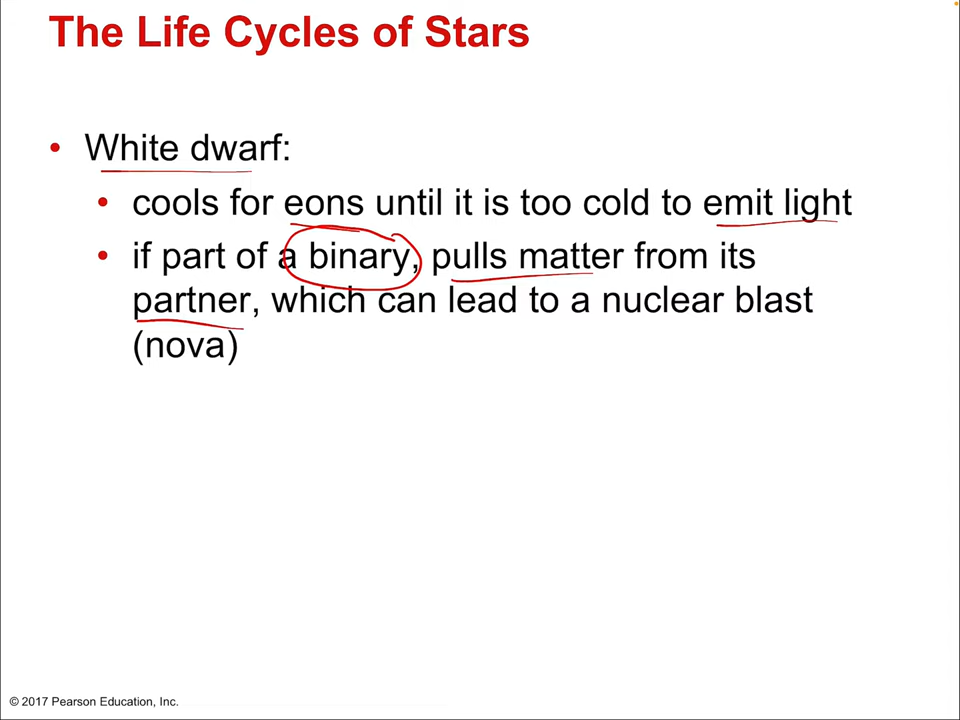 The Life Cycles of Stars
• White dwarf:
• cools for eons until it is too cold to emit light
• if part of a binary, pulls matter from its
partner, which can lead to a nuclear blast
(nova)
© 2017 Pearson Education, Inc.